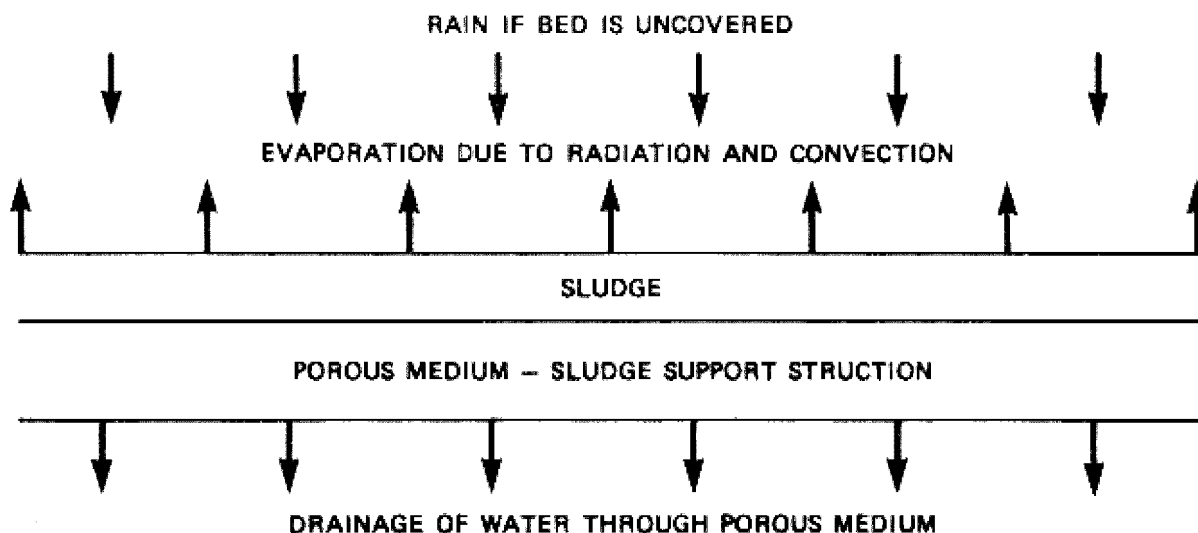 RAIN IF BED IS UNCOVERED
EVAPORATION DUE TO RADIATION AND CONVECTION
SLUDGE
POROUS MEDIUM – SLUDGE SUPPORT STRUCTION
DRAINAGE OF WATER THROUGH POROUS MEDIUM